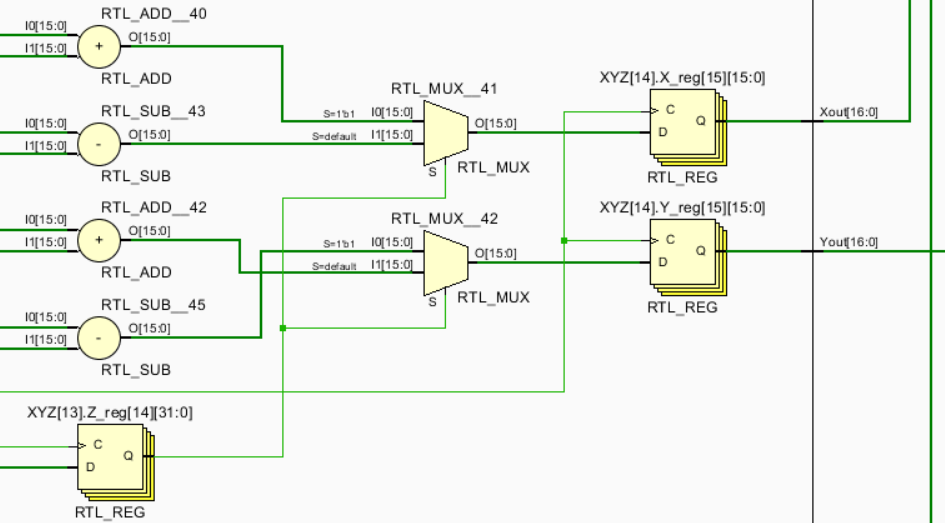 RTL_ADD__40
I0[15:0]
I1[15:0]
+
O[15:0]
RTL_ADD
RTL_SUB__43
I0[15:0]
I1[15:0]
-
O[15:0]
RTL_SUB
RTL_MUX__41
S=1'b1
I0[15:0]
S=default
I1[15:0]
O[15:0]
S
RTL_MUX
XYZ[14].X_reg[15][15:0]
C
D
Q
RTL_REG
Xout[16:0]
RTL_ADD__42
I0[15:0]
I1[15:0]
+
O[15:0]
RTL_ADD
RTL_MUX__42
S=1'b1
I0[15:0]
S=default
I1[15:0]
O[15:0]
S
RTL_MUX
XYZ[14].Y_reg[15][15:0]
C
D
Q
RTL_REG
Yout[16:0]
RTL_SUB__45
I0[15:0]
I1[15:0]
-
O[15:0]
RTL_SUB
XYZ[13].Z_reg[14][31:0]
C
D
Q
RTL_REG